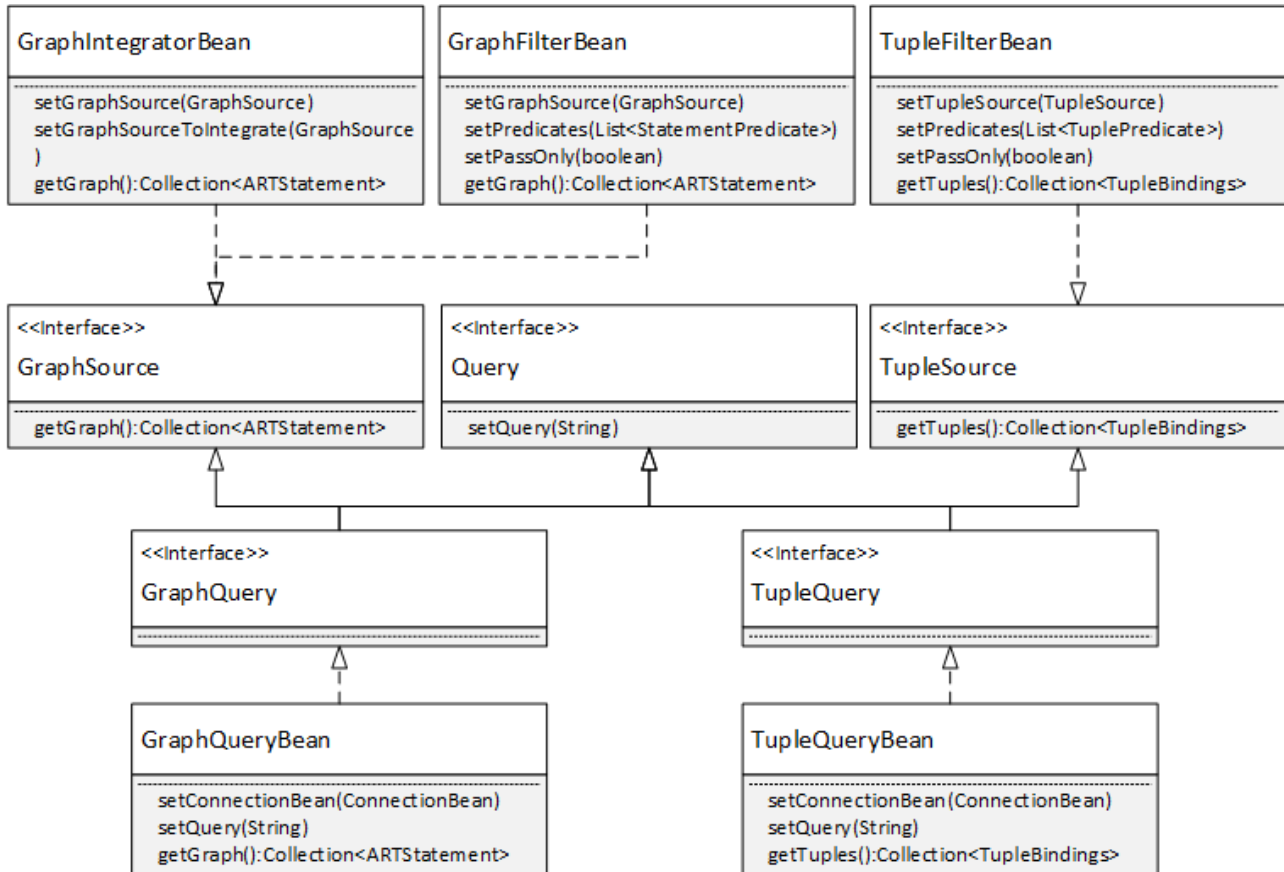 GraphIntegratorBean
setGraphSource(GraphSource)
setGraphSourceToIntegrate(GraphSource
)
getGraph():Collection<ARTStatement>
GraphFilterBean
setGraphSource(GraphSource)
setPredicates(List<StatementPredicate>)
setPassOnly(boolean)
getGraph():Collection<ARTStatement>
TupleFilterBean
setTupleSource(TupleSource)
setPredicates(List<TuplePredicate>)
setPassOnly(boolean)
getTuples():Collection<TupleBindings>
<<Interface>>
GraphSource
getGraph():Collection<ARTStatement>
<<Interface>>
Query
setQuery(String)
<<Interface>>
TupleSource
getTuples():Collection<TupleBindings>
<<Interface>>
GraphQuery
<<Interface>>
TupleQuery
GraphQueryBean
setConnectionBean(ConnectionBean)
setQuery(String)
getGraph():Collection<ARTStatement>
TupleQueryBean
setConnectionBean(ConnectionBean)
setQuery(String)
getTuples():Collection<TupleBindings>